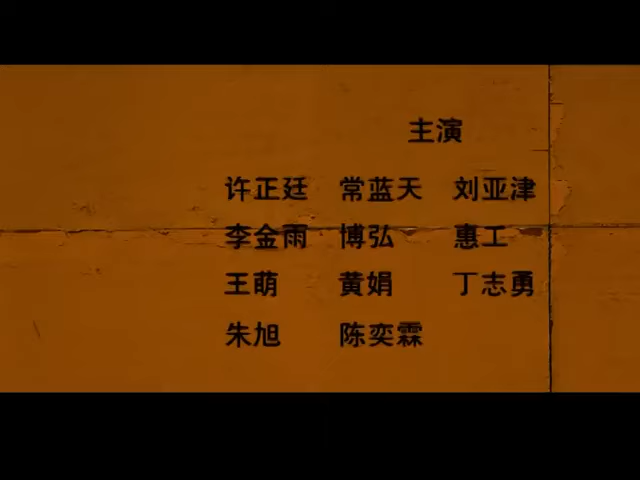 主演
许正廷 常蓝天 刘亚津
李金雨 博弘 惠工
王萌 黄娟 丁志勇
朱旭 陈奕霖